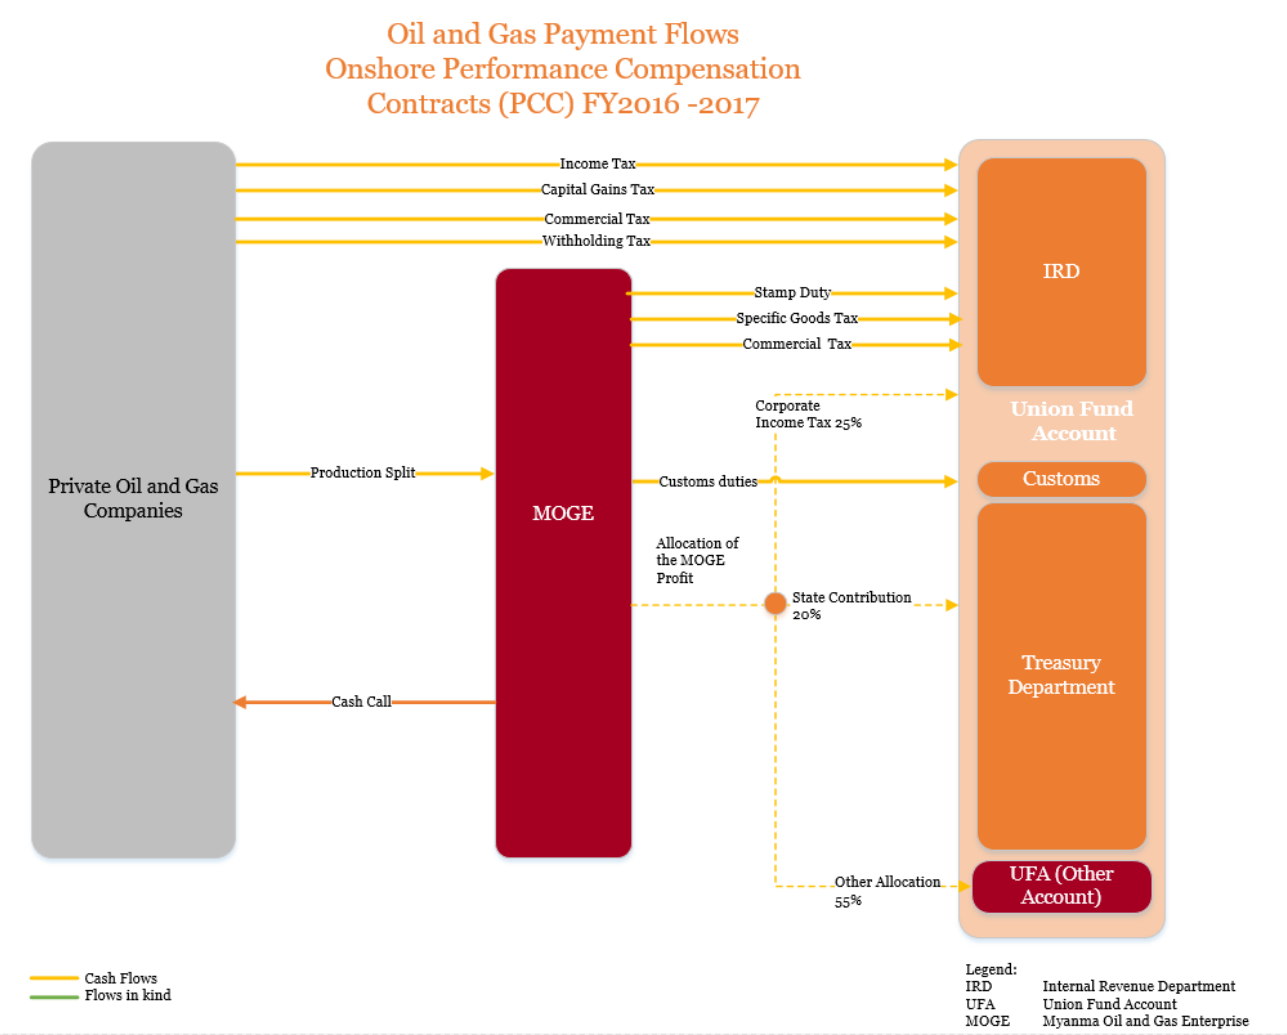 Oil and Gas Payment Flows
Onshore Performance Compensation
Contracts (PCC) FY2016 -2017
Income Tax
Capital Gains Tax
Commercial Tax
Withholding Tax
IRD
Stamp Duty
Specific Goods Tax
Commercial  Tax
Corporate
Income Tax 25%
Union Fund
Account
Production Split
Private Oil and Gas
Companies
MOGE
Customs duties
Customs
Allocation of
the MOGE
Profit
State Contribution
20%
Treasury
Department
Cash Call
Other Allocation
55%
UFA (Other
Account)
Cash Flows
Flows in kind
Legend:
IRD Internal Revenue Department
UFA Union Fund Account
MOGE Myanma Oil and Gas Enterprise